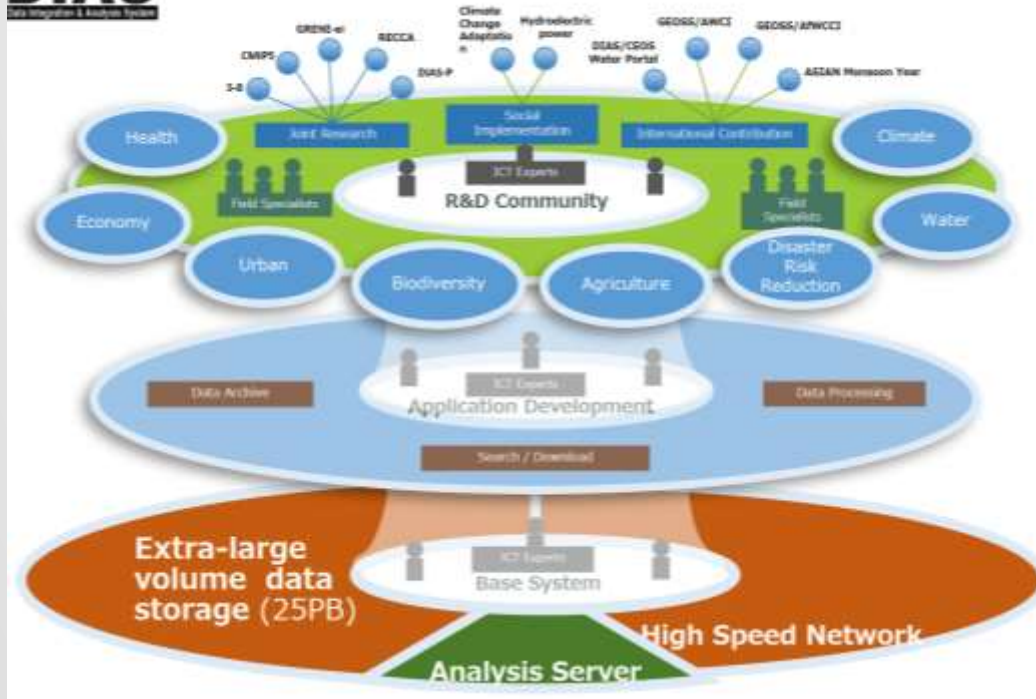 DIAS
Data Integration & Analysis System
GRENE-ei
CMIP5
RECCA
S-8
DIAS-P
Climate
Change
Adaptatio
n
Hydroelectric
power
DIAS/CEOS
Water Portal
GEOSS/AWCI
GEOSS/AfWCCI
ASIAN Monsoon Year
Joint Research
Social
Implementation
International Contribution
Health
Climate
ICT Experts
R&D Community
Field Specialists
Field
Specialists
Economy
Water
Urban
Biodiversity
Agriculture
Disaster
Risk
Reduction
Data Archive
ICT Experts
Application Development
Data Processing
Search / Download
Extra-large
volume data
storage (25PB)
ICT Experts
Base System
High Speed Network
Analysis Server